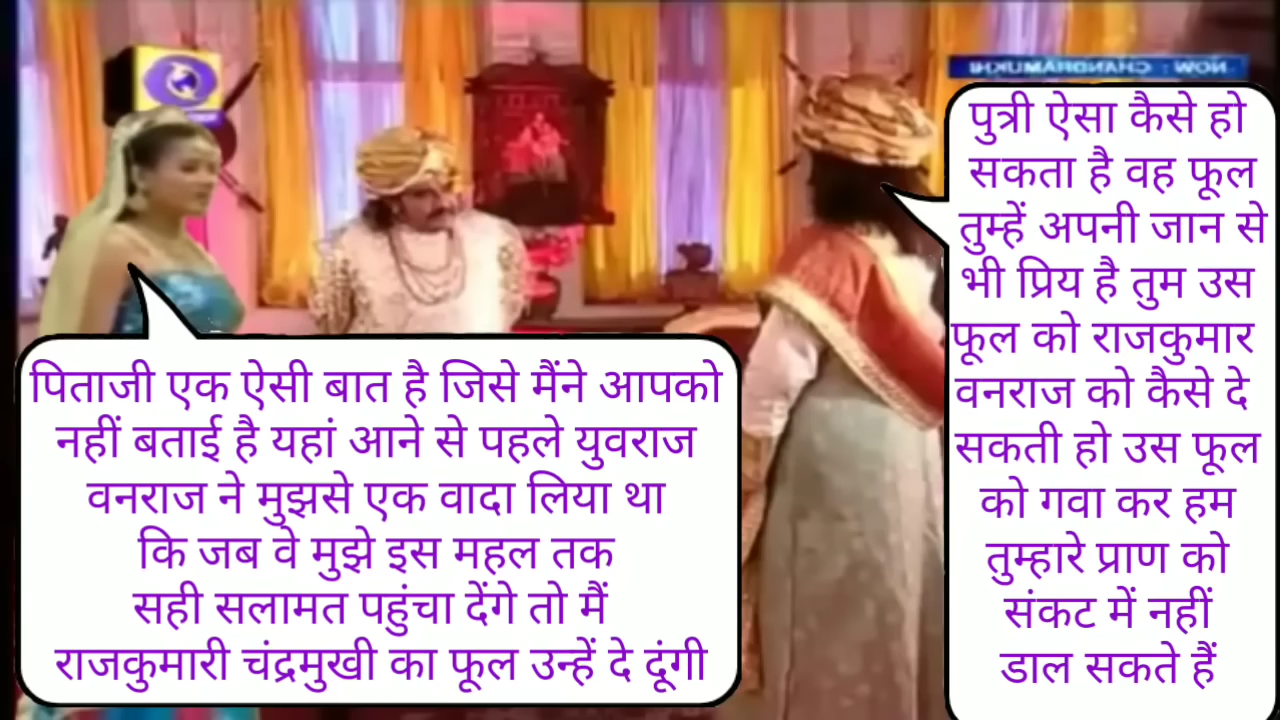 NOW : CHANDRAMUKHI
पिताजी एक ऐसी बात है जिसे मैंने आपको
नहीं बताई है यहां आने से पहले युवराज
वनराज ने मुझसे एक वादा लिया था
कि जब वे मुझे इस महल तक
सही सलामत पहुंचा देंगे तो मैं
राजकुमारी चंद्रमुखी का फूल उन्हें दे दूंगी
पुत्री ऐसा कैसे हो
सकता है वह फूल
तुम्हें अपनी जान से
भी प्रिय है तुम उस
फूल को राजकुमार
वनराज को कैसे दे
सकती हो उस फूल
को गवा कर हम
तुम्हारे प्राण को
संकट में नहीं
डाल सकते हैं